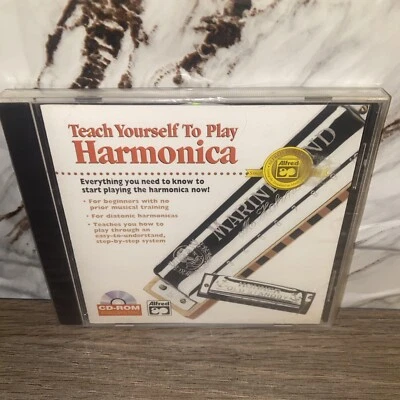 Teach Yourself To Play
Harmonica
Everything you need to know to
start playing the harmonica now!
• For beginners with no
prior musical training
• For diatonic harmonicas
• Teaches you how to
play through an
easy-to-understand,
step-by-step system
Alfred
MARINE BAND
CD-ROM
Alfred